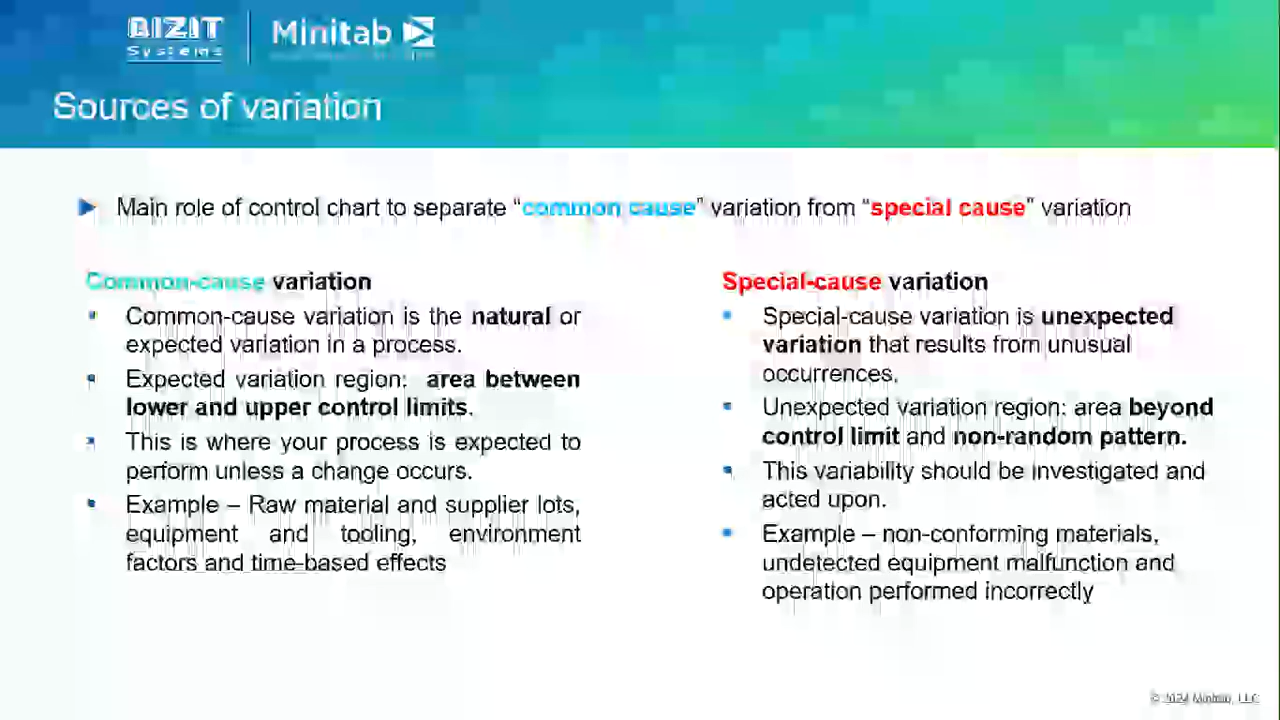 BIZIT
Systems
Minitab
Sources of variation
Main role of control chart to separate “common cause” variation from “special cause” variation
Common-cause variation
Common-cause variation is the natural or
expected variation in a process.
Expected variation region: area between
lower and upper control limits.
This is where your process is expected to
perform unless a change occurs.
Example – Raw material and supplier lots,
equipment and tooling, environment
factors and time-based effects
Special-cause variation
Special-cause variation is unexpected
variation that results from unusual
occurrences.
Unexpected variation region: area beyond
control limit and non-random pattern.
This variability should be investigated and
acted upon.
Example – non-conforming materials,
undetected equipment malfunction and
operation performed incorrectly
© 2024 Minitab, LLC